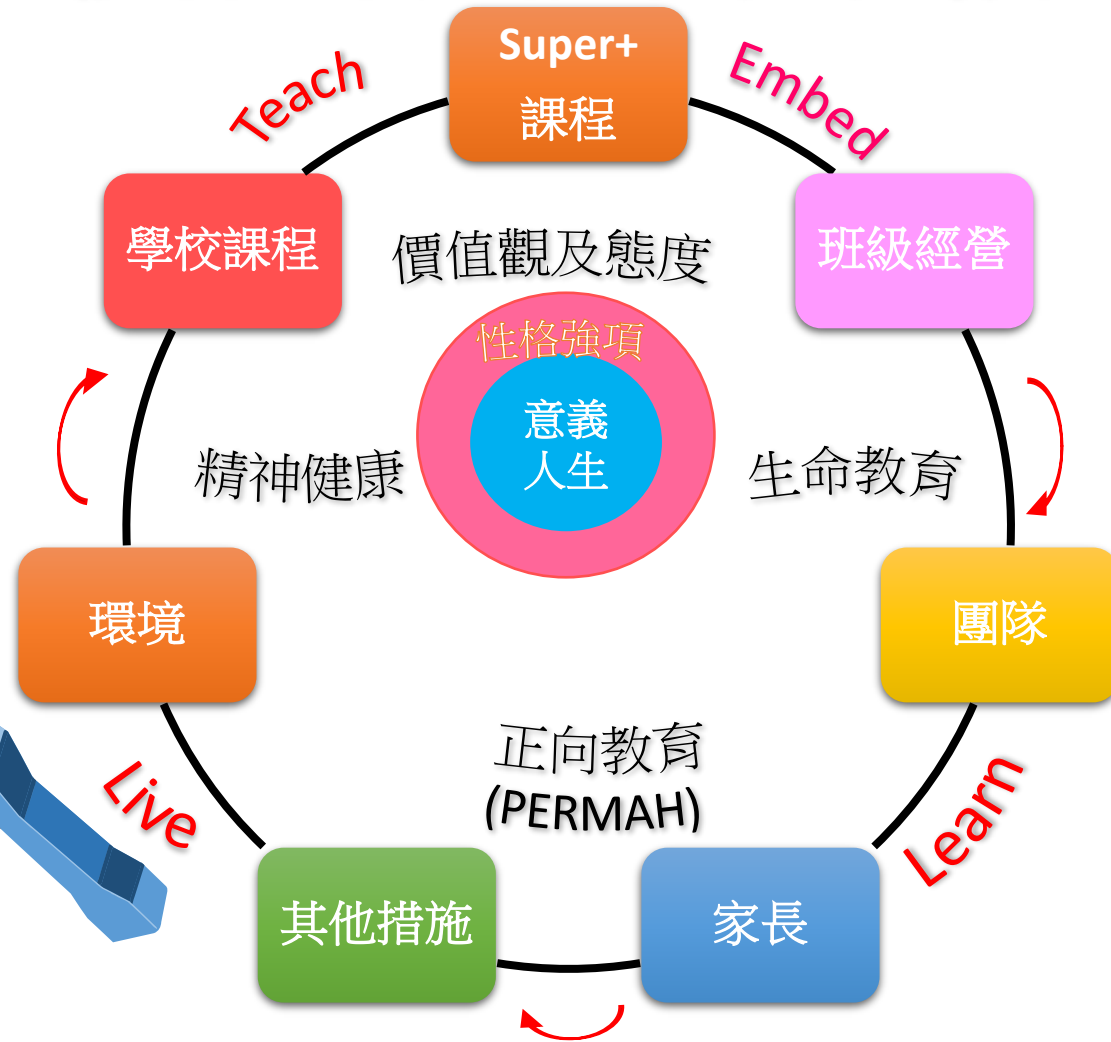 Super+
課程
Teach
Embed
學校課程
班級經營
價值觀及態度
性格強項
意義
人生
精神健康
生命教育
環境
團隊
正向教育
(PERMAH)
Live
Learn
其他措施
家長